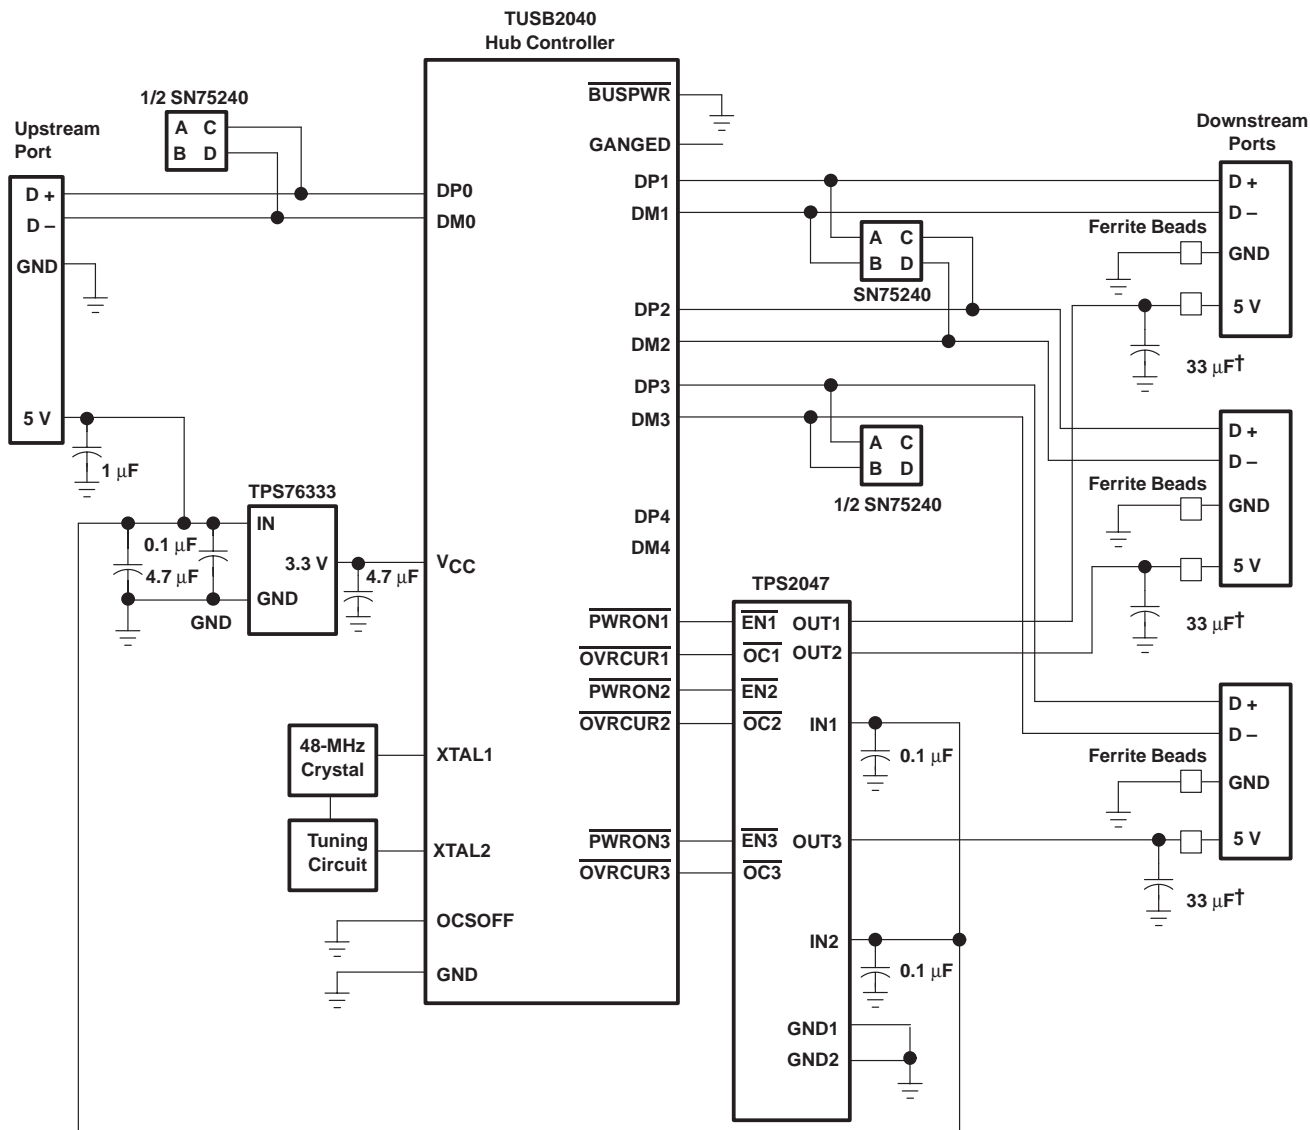 TUSB2040
Hub Controller
1/2 SN75240
A C
B D
Upstream
Port
D +
D –
GND
5 V
1 μF
TPS76333
IN
3.3 V
GND
0.1 μF
4.7 μF
GND
4.7 μF
48-MHz
Crystal
Tuning
Circuit
DP0
DM0
VCC
XTAL1
XTAL2
OCSOFF
GND
BUSPWR
GANGED
DP1
DM1
DP2
DM2
DP3
DM3
DP4
DM4
PWRON1
OVRCUR1
PWRON2
OVRCUR2
PWRON3
OVRCUR3
A C
B D
SN75240
A C
B D
1/2 SN75240
TPS2047
EN1 OUT1
OC1 OUT2
EN2
OC2 IN1
EN3 OUT3
OC3
IN2
GND1
GND2
0.1 μF
0.1 μF
Downstream
Ports
D +
D –
Ferrite Beads
GND
5 V
33 μF†
D +
D –
Ferrite Beads
GND
5 V
33 μF†
D +
D –
Ferrite Beads
GND
5 V
33 μF†